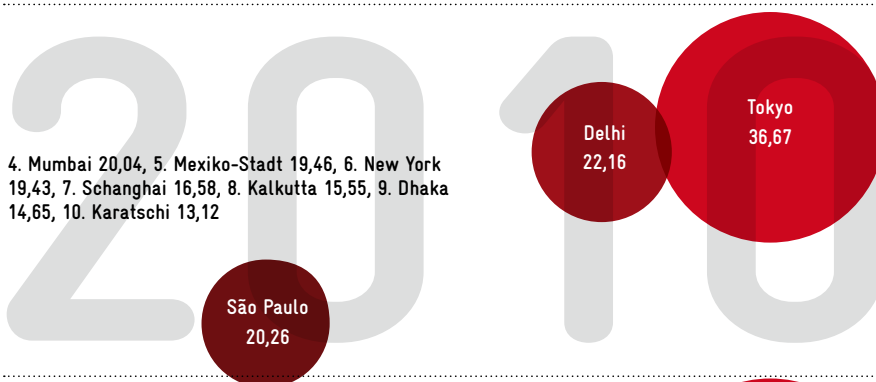 2010
Tokyo
36,67
Delhi
22,16
4. Mumbai 20,04, 5. Mexiko-Stadt 19,46, 6. New York
19,43, 7. Schanghai 16,58, 8. Kalkutta 15,55, 9. Dhaka
14,65, 10. Karatschi 13,12
São Paulo
20,26